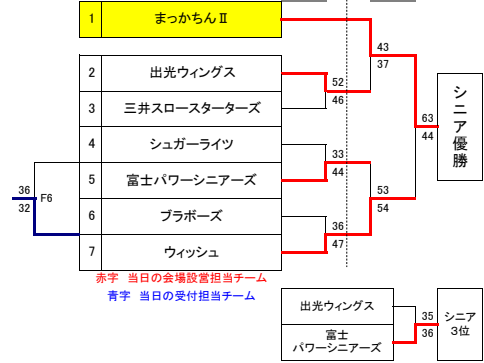 1 まっかちんⅡ
43
37
2 出光ウィングス
52
46
3 三井スロースターターズ
63
44
シニア優勝
4 シュガーライツ
33
44
5 富士パワーシニアーズ
36
32
F6
53
54
6 ブラボーズ
36
47
7 ウィッシュ
赤字 当日の会場設営担当チーム
青字 当日の受付担当チーム
出光ウィングス
35
36
富士
パワーシニアーズ
シニア
3位